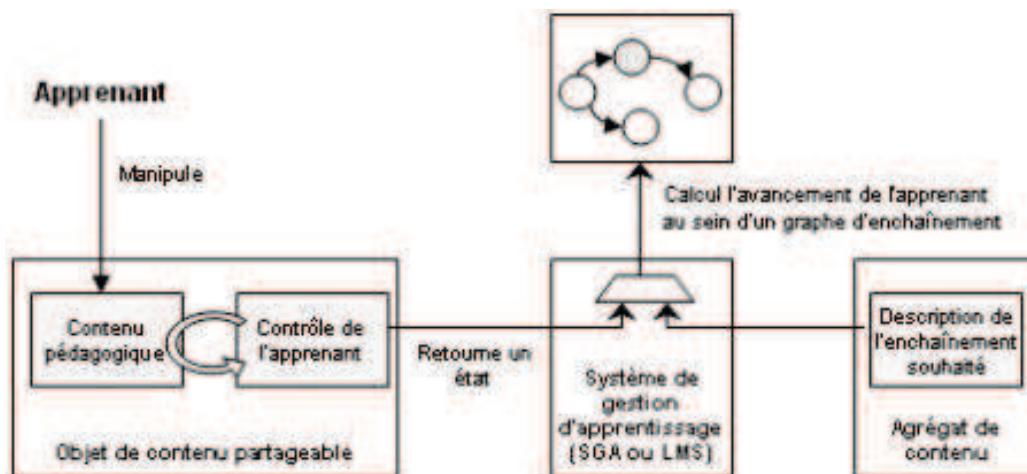 Apprenant
Manipule
Calcul l'avancement de l'apprenant
au sein d'un graphe d'enchaînement
Contenu
pédagogique
Contrôle de
l'apprenant
Retourne un
état
Description de
l'enchaînement
souhaité
Système de
gestion
d'apprentissage
(SGA ou LMS)
Objet de contenu partageable
Agrégat de
contenu